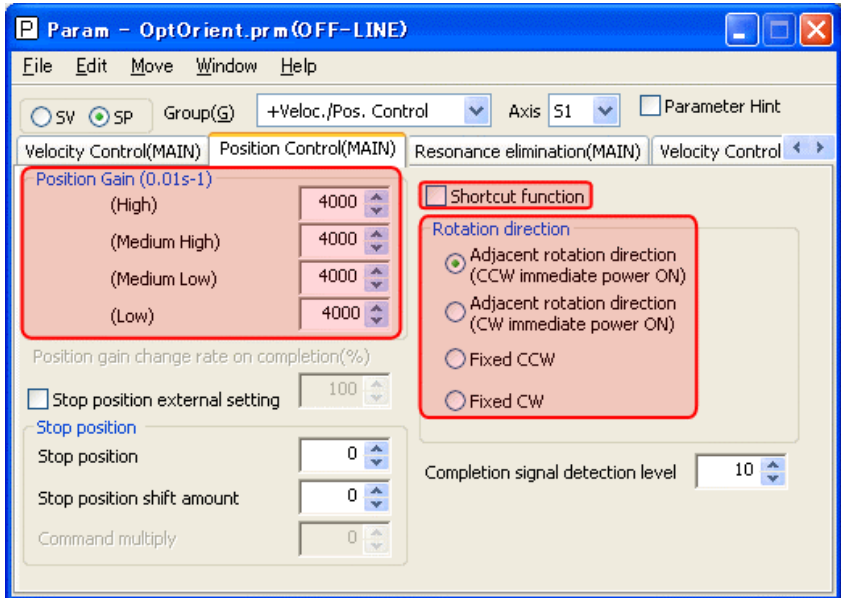 P Param - OptOrient.prm(OFF-LINE)
File Edit Move Window Help
SV SP Group(G) +Veloc./Pos. Control Axis S1 Parameter Hint
Velocity Control(MAIN) Position Control(MAIN) Resonance elimination(MAIN) Velocity Control
Position Gain (0.01s-1)
(High) 4000
(Medium High) 4000
(Medium Low) 4000
(Low) 4000
Position gain change rate on completion(%)
100
Stop position external setting
Stop position
Stop position 0
Stop position shift amount 0
Command multiply 0
Shortcut function
Rotation direction
Adjacent rotation direction
(CCW immediate power ON)
Adjacent rotation direction
(CW immediate power ON)
Fixed CCW
Fixed CW
Completion signal detection level 10